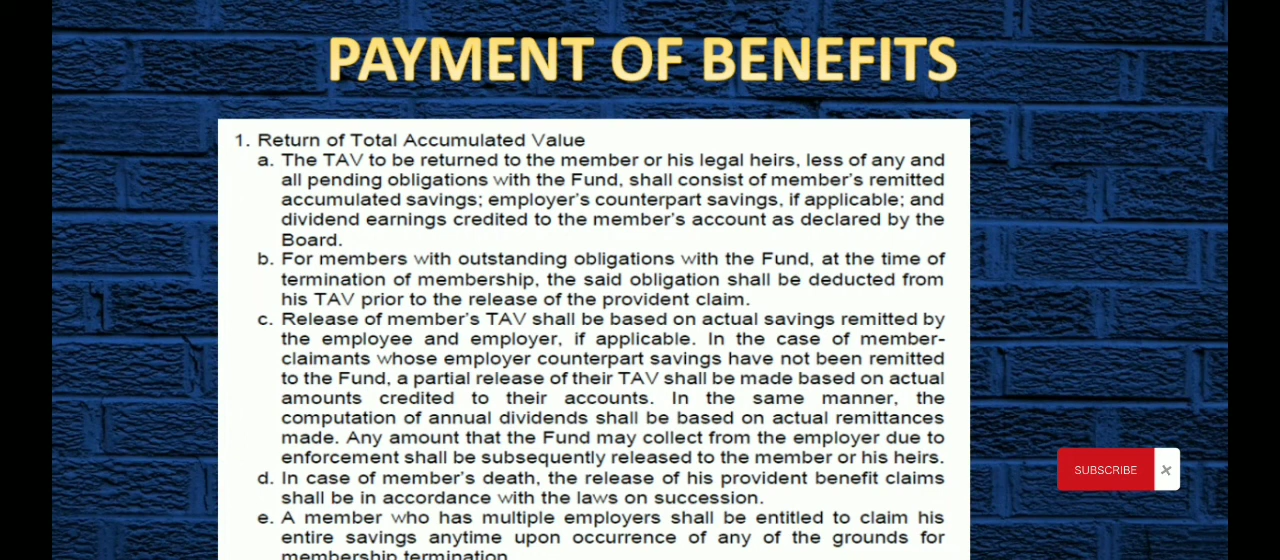 PAYMENT OF BENEFITS
1. Return of Total Accumulated Value
a. The TAV to be returned to the member or his legal heirs, less of any and
all pending obligations with the Fund, shall consist of member's remitted
accumulated savings; employer's counterpart savings, if applicable; and
dividend earnings credited to the member's account as declared by the
Board.
b. For members with outstanding obligations with the Fund, at the time of
termination of membership, the said obligation shall be deducted from
his TAV prior to the release of the provident claim.
c. Release of member's TAV shall be based on actual savings remitted by
the employee and employer, if applicable. In the case of member-
claimants whose employer counterpart savings have not been remitted
to the Fund, a partial release of their TAV shall be made based on actual
amounts credited to their accounts. In the same manner, the
computation of annual dividends shall be based on actual remittances
made. Any amount that the Fund may collect from the employer due to
enforcement shall be subsequently released to the member or his heirs.
d. In case of member's death, the release of his provident benefit claims
shall be in accordance with the laws on succession.
e. A member who has multiple employers shall be entitled to claim his
entire savings anytime upon occurrence of any of the grounds for
membership termination.
SUBSCRIBE